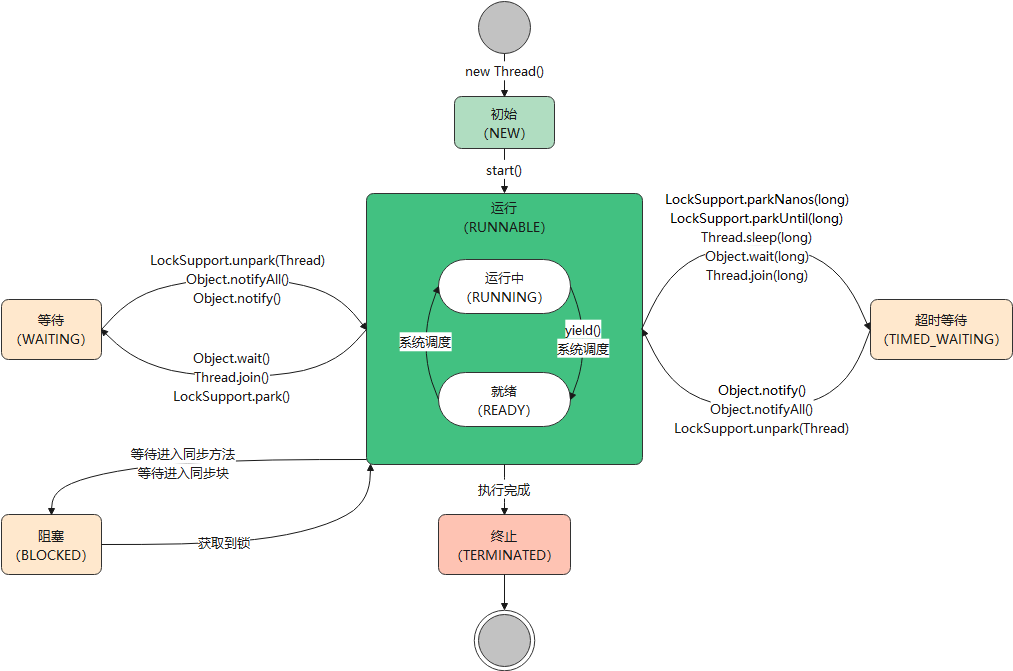 new Thread()
初始
(NEW)
start()
运行
(RUNNABLE)
运行中
(RUNNING)
系统调度
yield()
系统调度
就绪
(READY)
LockSupport.unpark(Thread)
Object.notifyAll()
Object.notify()
等待
(WAITING)
Object.wait()
Thread.join()
LockSupport.park()
LockSupport.parkNanos(long)
LockSupport.parkUntil(long)
Thread.sleep(long)
Object.wait(long)
Thread.join(long)
超时等待
(TIMED_WAITING)
Object.notify()
Object.notifyAll()
LockSupport.unpark(Thread)
等待进入同步方法
等待进入同步块
阻塞
(BLOCKED)
获取到锁
执行完成
终止
(TERMINATED)